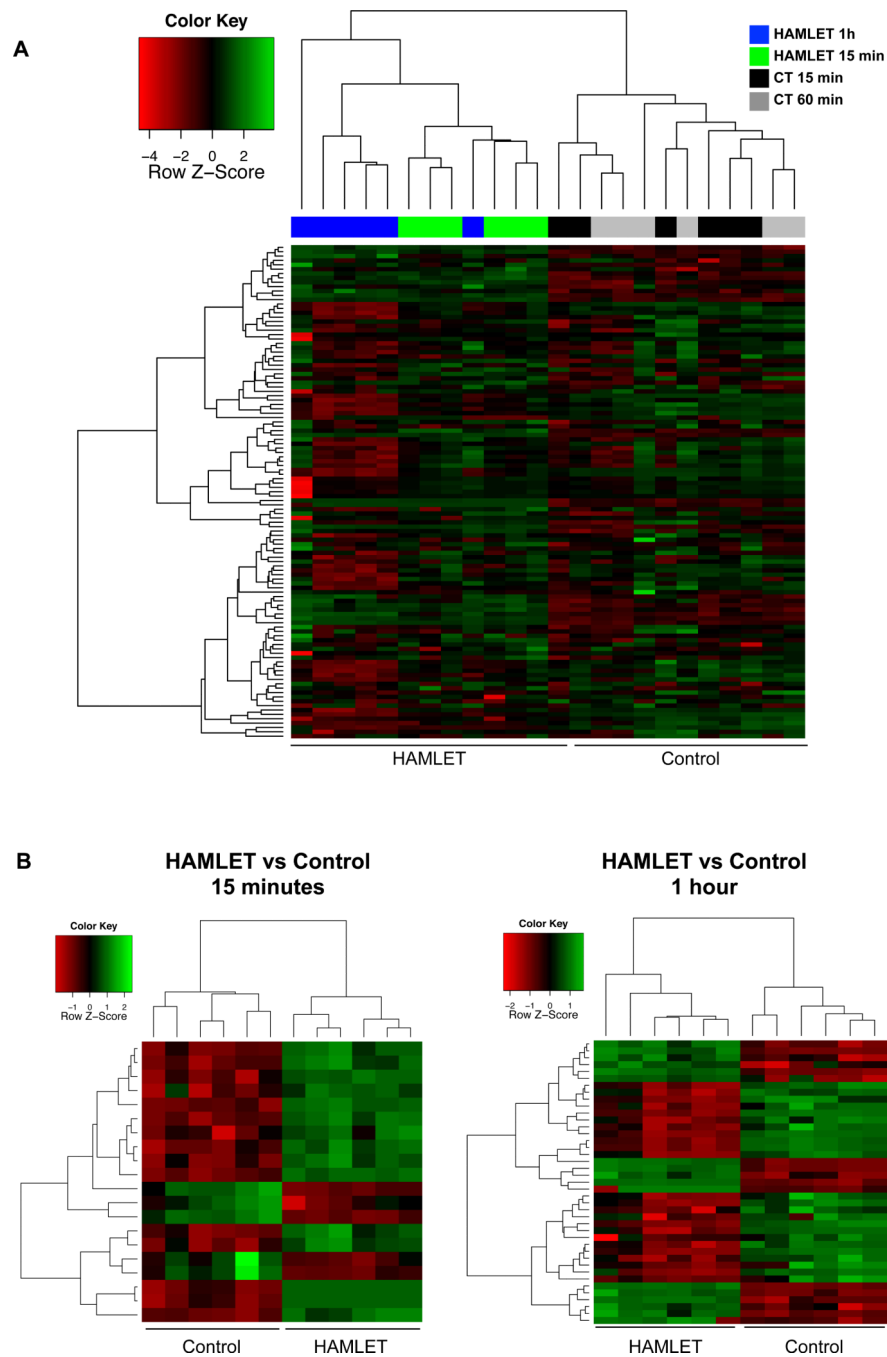 A
Color Key
−4 −2 0 2
Row Z-Score
HAMLET 1h
HAMLET 15 min
CT 15 min
CT 60 min
HAMLET Control
B
HAMLET vs Control
15 minutes
Color Key
−1 0 1 2
Row Z-Score
Control HAMLET
HAMLET vs Control
1 hour
Color Key
−2 −1 0 1
Row Z-Score
HAMLET Control